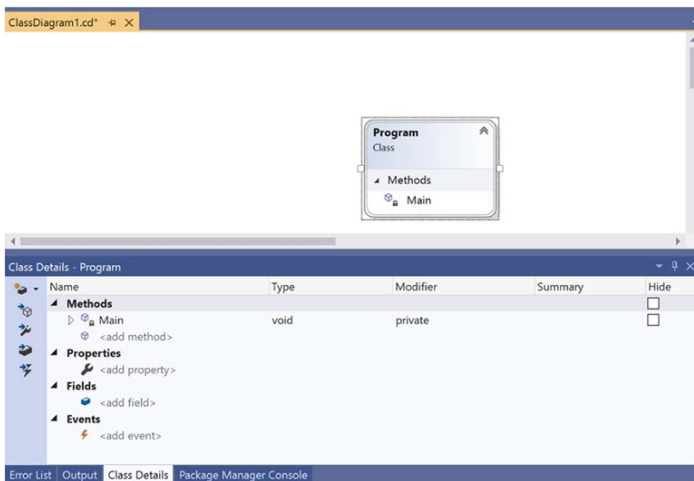 ClassDiagram1.cd*
Program
Class
Methods
Main
Class Details - Program
Name Type Modifier Summary Hide
Methods
Main void private
<add method>
Properties
<add property>
Fields
<add field>
Events
<add event>
Error List Output Class Details Package Manager Console